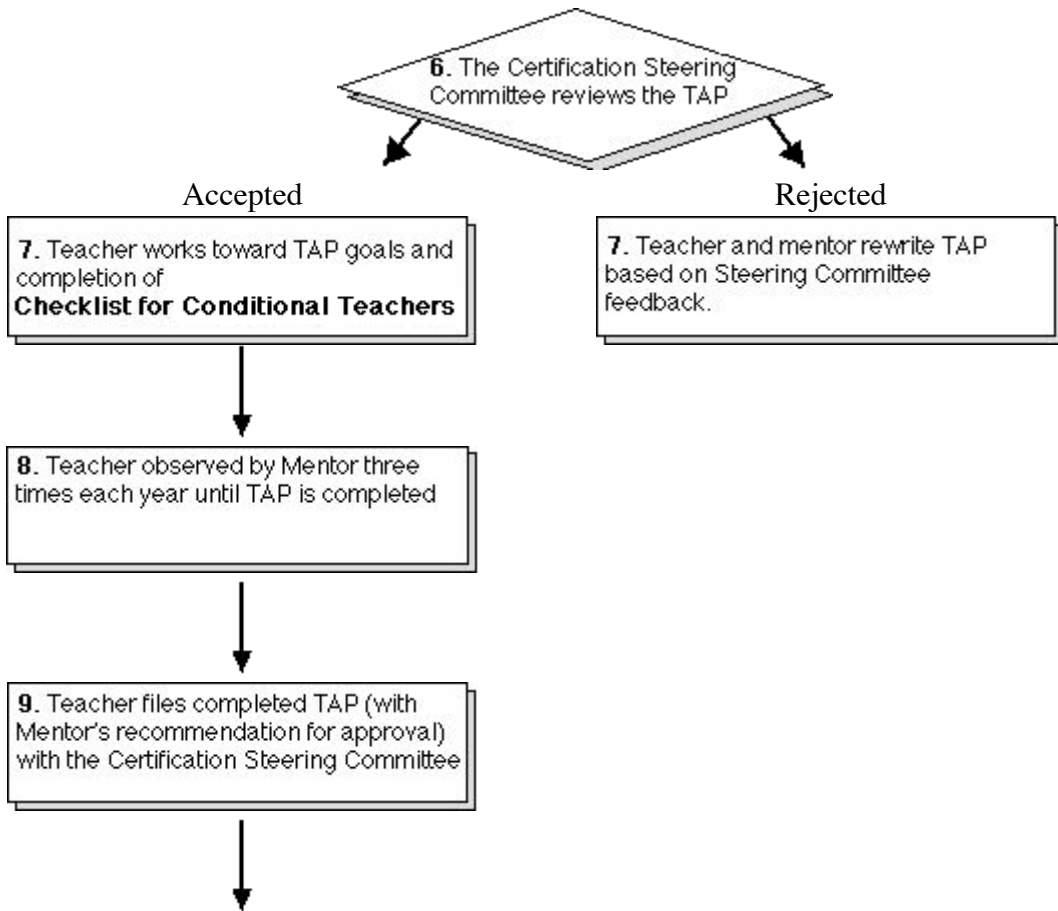 6. The Certification Steering
Committee reviews the TAP
Accepted
Rejected
7. Teacher works toward TAP goals and
completion of
Checklist for Conditional Teachers
7. Teacher and mentor rewrite TAP
based on Steering Committee
feedback.
8. Teacher observed by Mentor three
times each year until TAP is completed
9. Teacher files completed TAP (with
Mentor's recommendation for approval)
with the Certification Steering Committee